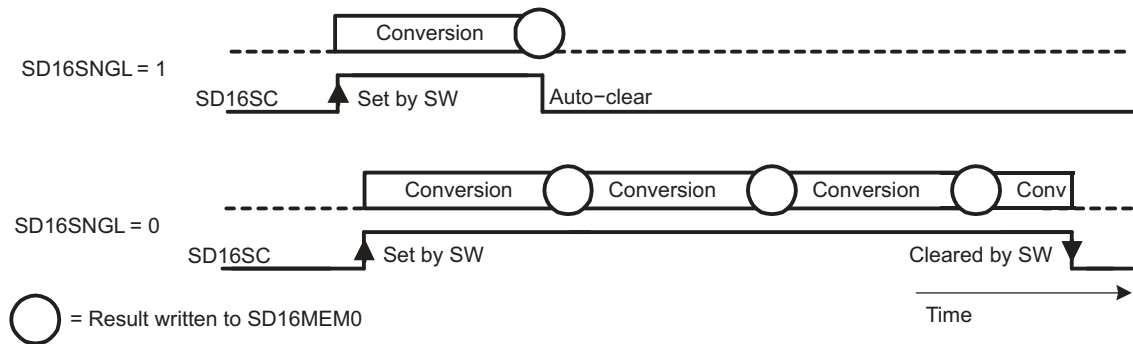 Conversion
SD16SNGL = 1
SD16SC Set by SW Auto−clear
Conversion Conversion Conversion Conv
SD16SNGL = 0
SD16SC Set by SW Cleared by SW
= Result written to SD16MEM0
Time